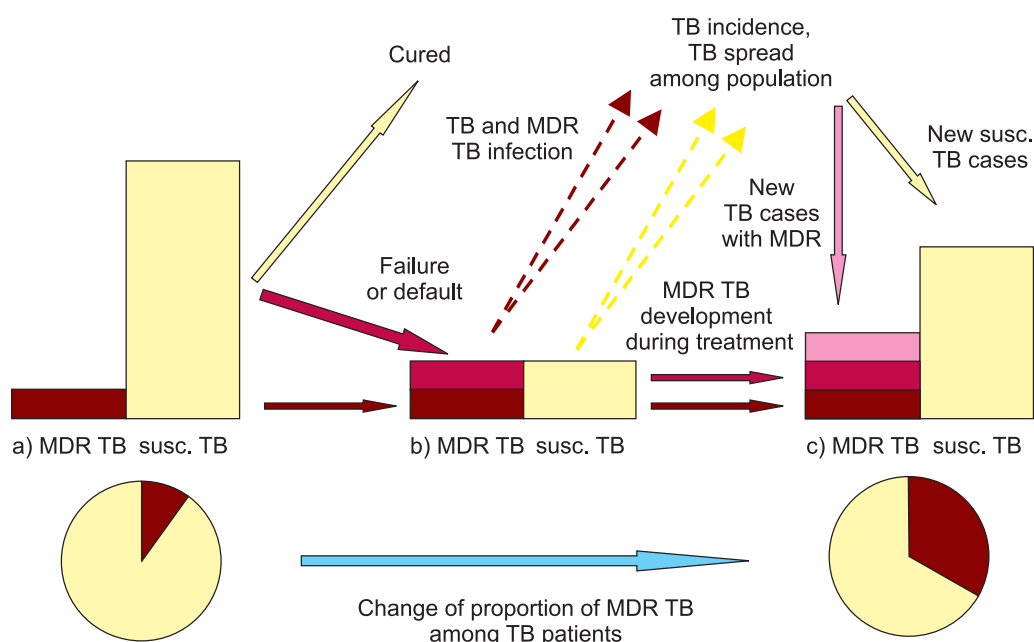 TB incidence,
TB spread
among population
Cured
TB and MDR
TB infection
New susc.
TB cases
New
TB cases
with MDR
Failure
or default
MDR TB
development
during treatment
a) MDR TB susc. TB
b) MDR TB susc. TB
c) MDR TB susc. TB
Change of proportion of MDR TB
among TB patients